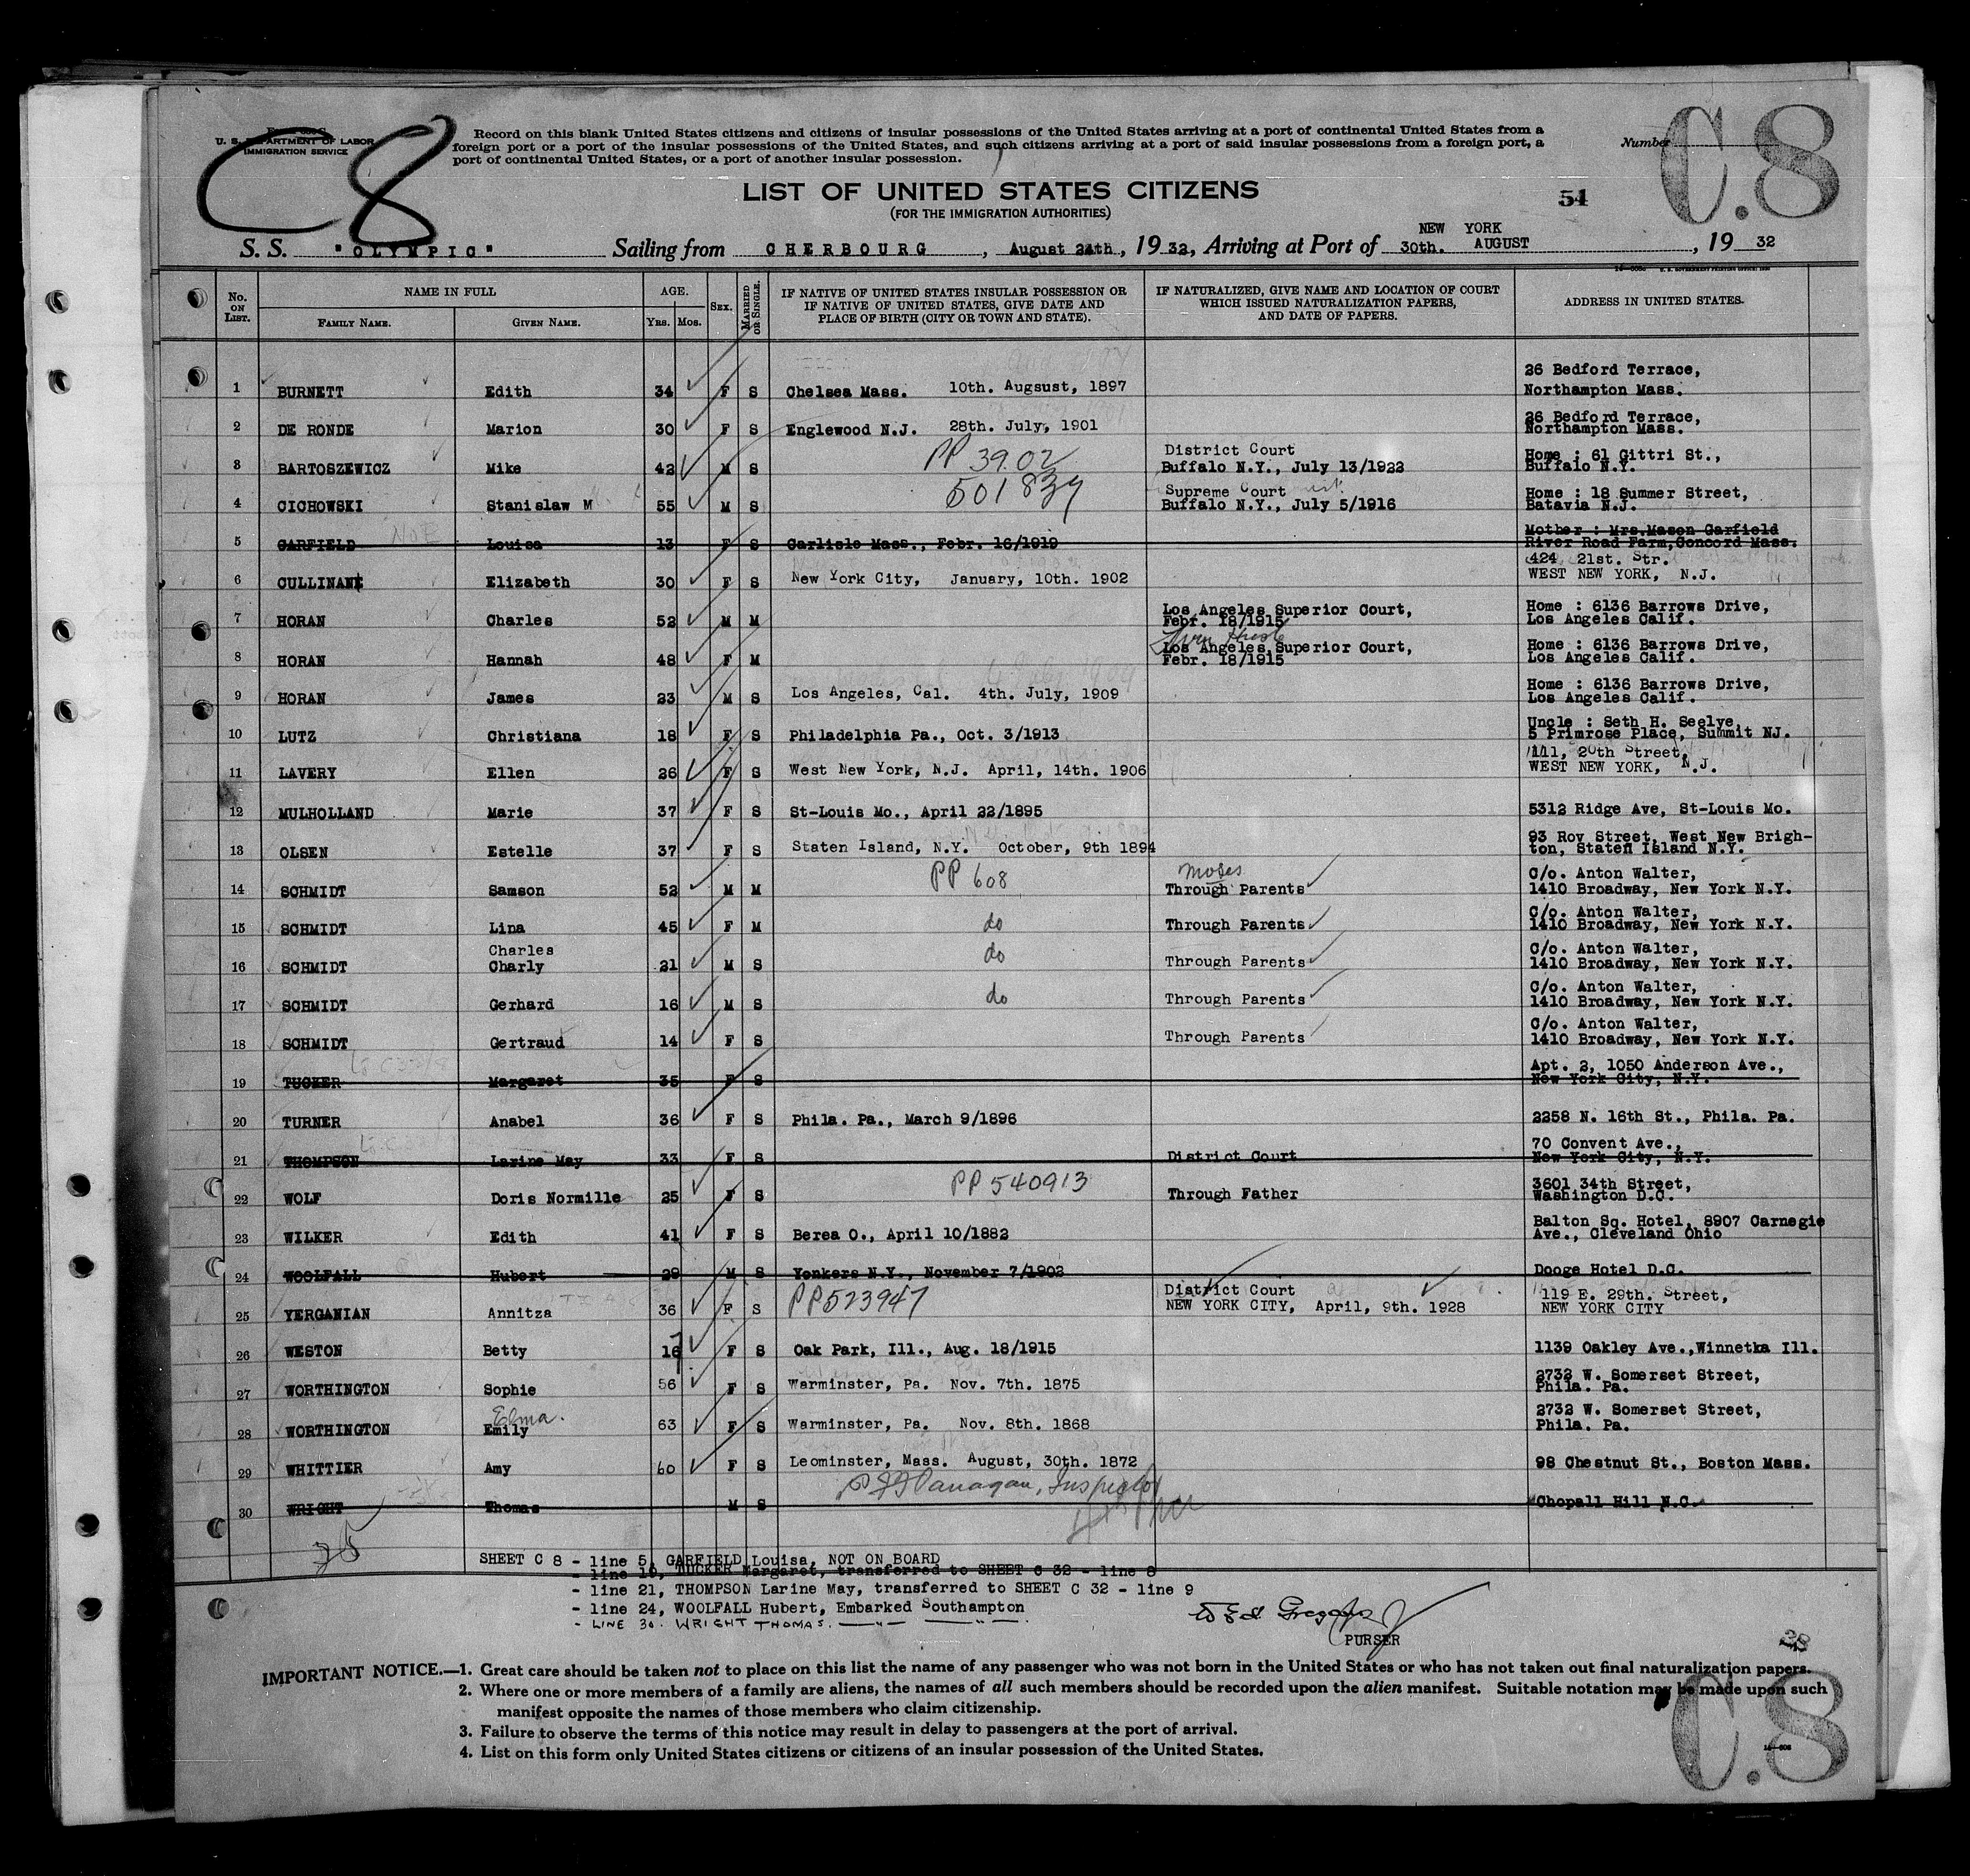 C8
U. S. DEPARTMENT OF LABOR
IMMIGRATION SERVICE
Record on this blank United States citizens and citizens of insular possessions of the United States arriving at a port of continental United States from a
foreign port or a port of the insular possessions of the United States, and such citizens arriving at a port of said insular possessions from a foreign port, a
port of continental United States, or a port of another insular possession.
Number
C.8
LIST OF UNITED STATES CITIZENS
(FOR THE IMMIGRATION AUTHORITIES)
51
S. S. "OLYMPIC" Sailing from CHERBOURG, August 24th, 1932, Arriving at Port of NEW YORK 30th. AUGUST, 1932
No. ON LIST. NAME IN FULL AGE. SEX. MARRIED OR SINGLE. IF NATIVE OF UNITED STATES INSULAR POSSESSION OR IF NATIVE OF UNITED STATES, GIVE DATE AND PLACE OF BIRTH (CITY OR TOWN AND STATE). IF NATURALIZED, GIVE NAME AND LOCATION OF COURT WHICH ISSUED NATURALIZATION PAPERS, AND DATE OF PAPERS. ADDRESS IN UNITED STATES.
FAMILY NAME. GIVEN NAME. Yrs. Mos.
26 Bedford Terrace,
1 BURNETT Edith 34 F S Chelsea Mass. 10th. Augsust, 1897 Northampton Mass.
26 Bedford Terrace,
2 DE RONDE Marion 30 F S Englewood N.J. 28th. July, 1901 Northampton Mass.
PP 39.02 District Court Home : 61 Gittri St.,
3 BARTOSZEWICZ Mike 42 M S Buffalo N.Y., July 13/1922 Buffalo N.Y.
501834 Supreme Court Home : 18 Summer Street,
4 CICHOWSKI Stanislaw M 55 M S Buffalo N.Y., July 5/1916 Batavia N.J.
Mother : Mrs.Mason Garfield
5 GARFIELD NOB Louisa 13 F S Carlisle Mass., Febr. 16/1919 River Road Farm,Concord Mass.
424 21st. Str.
6 CULLINANE Elizabeth 30 F S New York City, January, 10th. 1902 WEST NEW YORK, N.J.
Los Angeles Superior Court, Home : 6136 Barrows Drive,
7 HORAN Charles 52 M M Febr. 18/1915 Los Angeles Calif.
Los Angeles Superior Court, Home : 6136 Barrows Drive,
8 HORAN Hannah 48 F M Febr. 18/1915 Los Angeles Calif.
Home : 6136 Barrows Drive,
9 HORAN James 23 M S Los Angeles, Cal. 4th. July, 1909 Los Angeles Calif.
Uncle : Seth H. Seelye,
10 LUTZ Christiana 18 F S Philadelphia Pa., Oct. 3/1913 5 Primrose Place, Summit NJ.
111, 20th Street,
11 LAVERY Ellen 26 F S West New York, N.J. April, 14th. 1906 WEST NEW YORK, N.J.
12 MULHOLLAND Marie 37 F S St-Louis Mo., April 22/1895 5312 Ridge Ave, St-Louis Mo.
93 Roy Street, West New Brigh-
13 OLSEN Estelle 37 F S Staten Island, N.Y. October, 9th 1894 ton, Staten Island N.Y.
PP 608 Moses C/o. Anton Walter,
14 SCHMIDT Samson 52 M M Through Parents 1410 Broadway, New York N.Y.
C/o. Anton Walter,
15 SCHMIDT Lina 45 F M do Through Parents 1410 Broadway, New York N.Y.
Charles C/o. Anton Walter,
16 SCHMIDT Charly 21 M S do Through Parents 1410 Broadway, New York N.Y.
C/o. Anton Walter,
17 SCHMIDT Gerhard 16 M S do Through Parents 1410 Broadway, New York N.Y.
C/o. Anton Walter,
18 SCHMIDT Gertraud 14 F S Through Parents 1410 Broadway, New York N.Y.
Apt. 2, 1050 Anderson Ave.,
19 TUCKER Margaret 35 F S New York City, N.Y.
20 TURNER Anabel 36 F S Phila. Pa., March 9/1896 2258 N. 16th St., Phila. Pa.
70 Convent Ave.,
21 THOMPSON Larine May 33 F S District Court New York City, N.Y.
PP 540913 3601 34th Street,
22 WOLF Doris Normille 25 F S Through Father Washington D.C.
Balton Sq. Hotel, 8907 Carnegie
23 WILKER Edith 41 F S Berea O., April 10/1882 Ave., Cleveland Ohio
24 WOOLFALL Hubert 29 M S Yonkers N.Y., November 7/1902 Dooge Hotel D.C.
District Court 119 E. 29th. Street,
25 YERGANIAN Annitza 36 F S PP523947 NEW YORK CITY, April, 9th. 1928 NEW YORK CITY
26 WESTON Betty 17 F S Oak Park, Ill., Aug. 18/1915 1139 Oakley Ave.,Winnetka Ill.
2732 W. Somerset Street,
27 WORTHINGTON Sophie 56 F S Warminster, Pa. Nov. 7th. 1875 Phila. Pa.
Elma. 2732 W. Somerset Street,
28 WORTHINGTON Emily 63 F S Warminster, Pa. Nov. 8th. 1868 Phila. Pa.
29 WHITTIER Amy 60 F S Leominster, Mass. August, 30th. 1872 98 Chestnut St., Boston Mass.
Flanagan, Inspector
30 WRIGHT Thomas M S Chopall Hill N.C.
25
SHEET C 8 - line 5, GARFIELD Louisa, NOT ON BOARD
- line 19, TUCKER Margaret, transferred to SHEET C 32 - line 8
- line 21, THOMPSON Larine May, transferred to SHEET C 32 - line 9
- line 24, WOOLFALL Hubert, Embarked Southampton
- LINE 30. WRIGHT THOMAS. —"— —"—.
PURSER
28
IMPORTANT NOTICE.—1. Great care should be taken not to place on this list the name of any passenger who was not born in the United States or who has not taken out final naturalization papers.
2. Where one or more members of a family are aliens, the names of all such members should be recorded upon the alien manifest. Suitable notation may be made upon such
manifest opposite the names of those members who claim citizenship.
3. Failure to observe the terms of this notice may result in delay to passengers at the port of arrival.
4. List on this form only United States citizens or citizens of an insular possession of the United States.
C.8